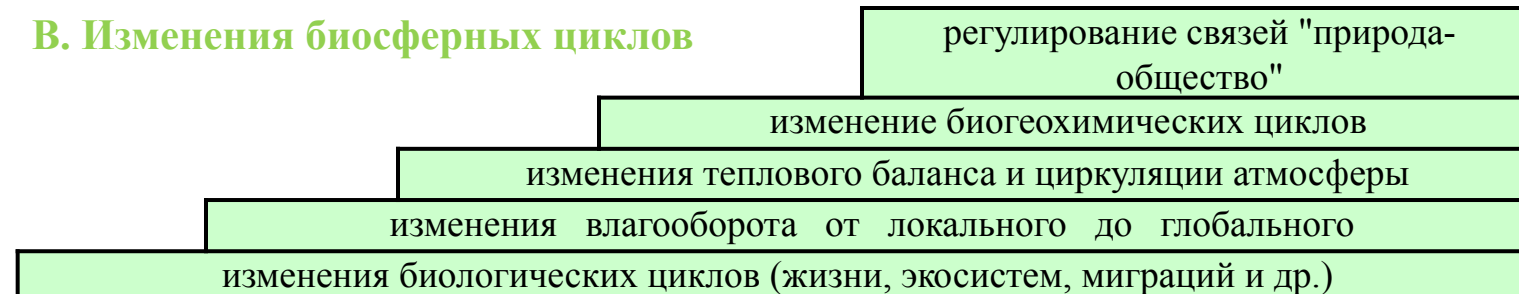 В. Изменения биосферных циклов
регулирование связей "природа-
общество"
изменение биогеохимических циклов
изменения теплового баланса и циркуляции атмосферы
изменения влагооборота от локального до глобального
изменения биологических циклов (жизни, экосистем, миграций и др.)